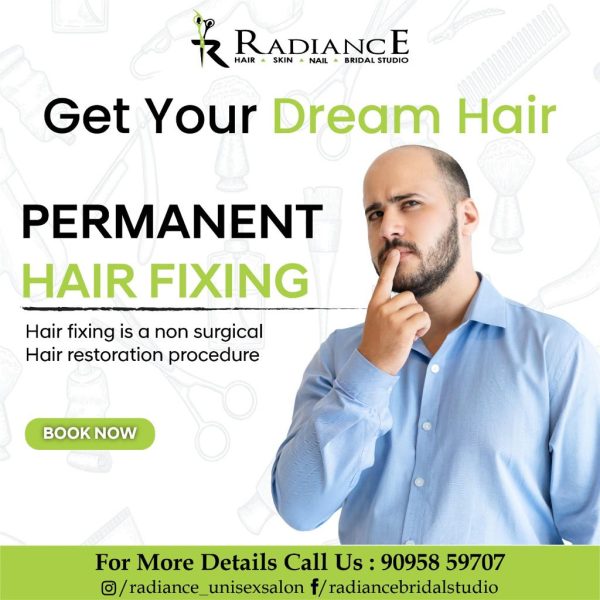 RADIANCE
HAIR ▲ SKIN ▲ NAIL ▲ BRIDAL STUDIO
Get Your Dream Hair
PERMANENT
HAIR FIXING
Hair fixing is a non surgical
Hair restoration procedure
BOOK NOW
For More Details Call Us : 90958 59707
/radiance_unisexsalon f/radiancebridalstudio